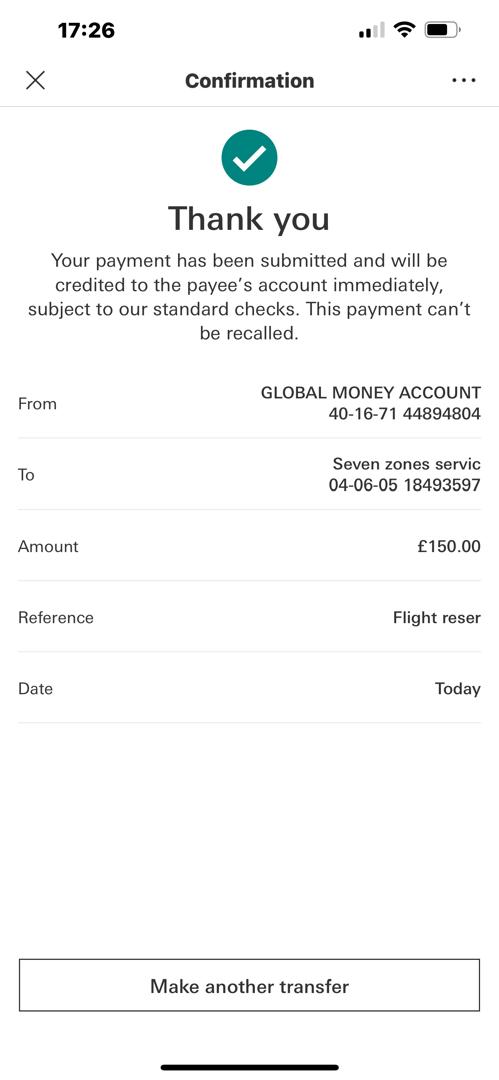 17:26
Confirmation
Thank you
Your payment has been submitted and will be
credited to the payee's account immediately,
subject to our standard checks. This payment can't
be recalled.
From
GLOBAL MONEY ACCOUNT
40-16-71 44894804
To
Seven zones servic
04-06-05 18493597
Amount
£150.00
Reference
Flight reser
Date
Today
Make another transfer